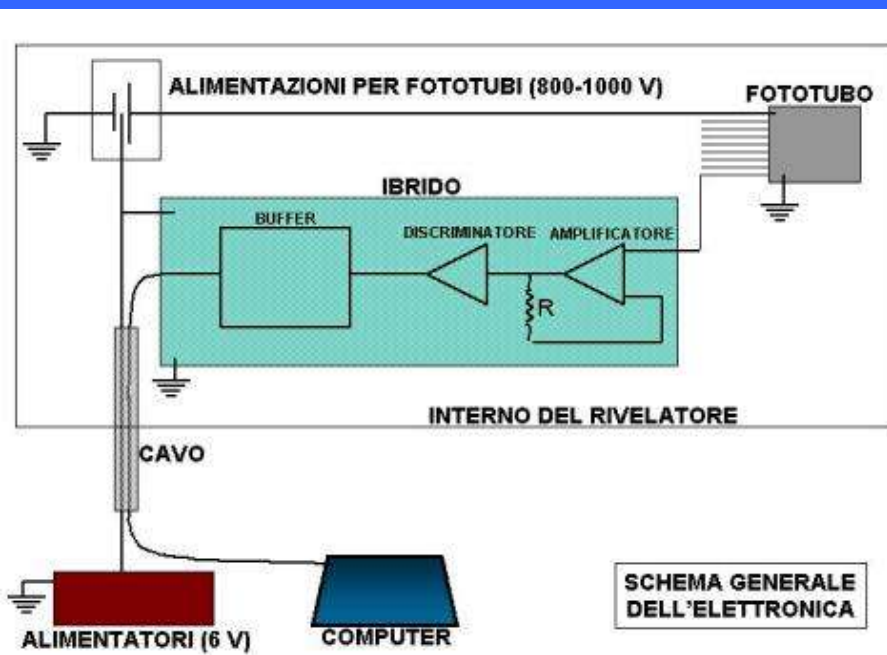 ALIMENTAZIONI PER FOTOTUBI (800-1000 V)
FOTOTUBO
IBRIDO
BUFFER
DISCRIMINATORE
AMPLIFICATORE
R
INTERNO DEL RIVELATORE
CAVO
SCHEMA GENERALE
DELL'ELETTRONICA
ALIMENTATORI (6 V)
COMPUTER